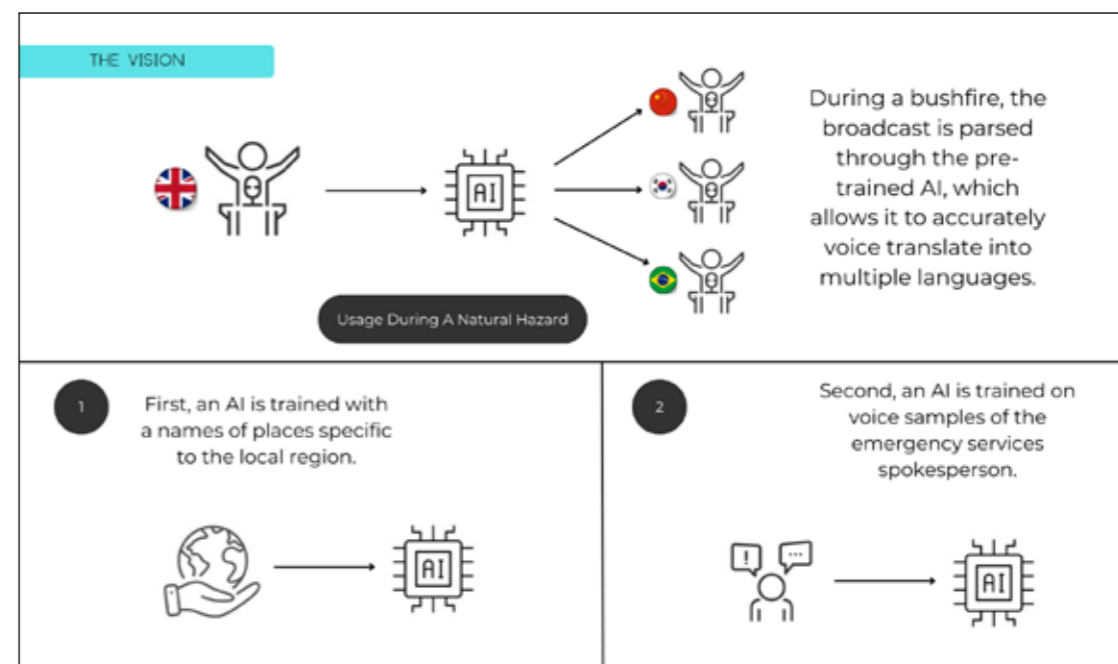 THE VISION
During a bushfire, the
broadcast is parsed
through the pre-
trained AI, which
allows it to accurately
voice translate into
multiple languages.
AI
Usage During A Natural Hazard
1
First, an AI is trained with
a names of places specific
to the local region.
AI
2
Second, an AI is trained on
voice samples of the
emergency services
spokesperson.
!
...
AI